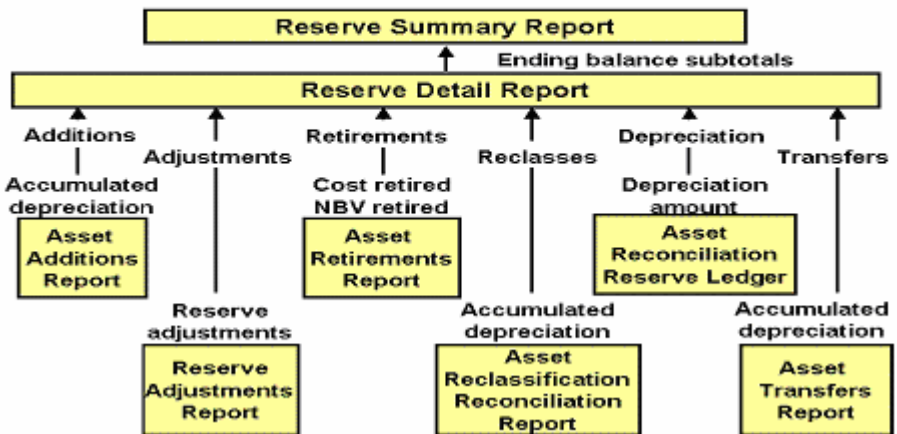 Reserve Summary Report
Ending balance subtotals
Reserve Detail Report
Additions
Adjustments
Retirements
Reclasses
Depreciation
Transfers
Accumulated
depreciation
Asset
Additions
Report
Cost retired
NBV retired
Asset
Retirements
Report
Depreciation
amount
Asset
Reconciliation
Reserve Ledger
Reserve
adjustments
Reserve
Adjustments
Report
Accumulated
depreciation
Asset
Reclassification
Reconciliation
Report
Accumulated
depreciation
Asset
Transfers
Report